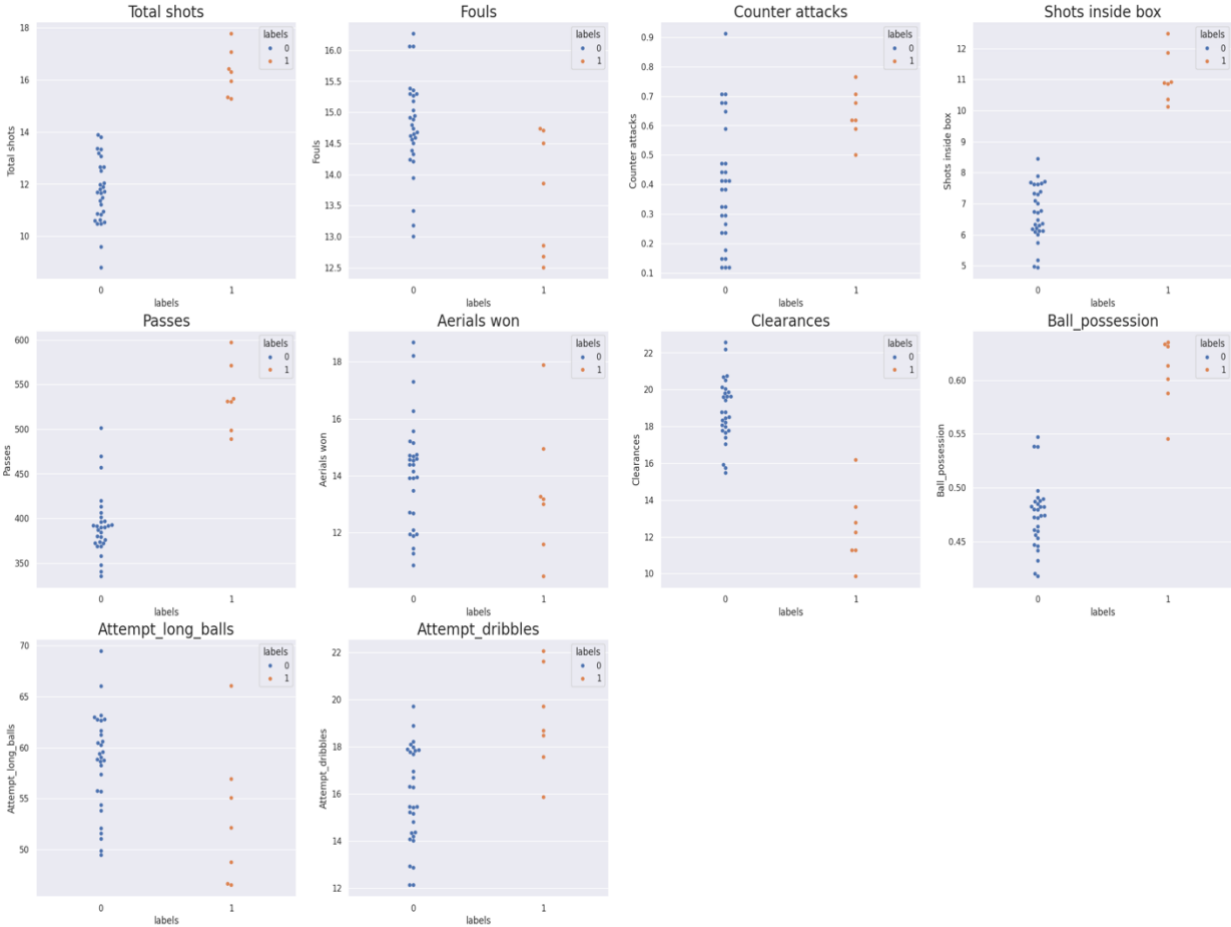 Total shots
Total shots
18
16
14
12
10
0
1
labels
labels
0
1
Fouls
Fouls
16.0
15.5
15.0
14.5
14.0
13.5
13.0
12.5
0
1
labels
labels
0
1
Counter attacks
Counter attacks
0.9
0.8
0.7
0.6
0.5
0.4
0.3
0.2
0.1
0
1
labels
labels
0
1
Shots inside box
Shots inside box
12
11
10
9
8
7
6
5
0
1
labels
labels
0
1
Passes
Passes
600
550
500
450
400
350
0
1
labels
labels
0
1
Aerials won
Aerials won
18
16
14
12
0
1
labels
labels
0
1
Clearances
Clearances
22
20
18
16
14
12
10
0
1
labels
labels
0
1
Ball_possession
Ball_possession
0.60
0.55
0.50
0.45
0
1
labels
labels
0
1
Attempt_long_balls
Attempt_long_balls
70
65
60
55
50
0
1
labels
labels
0
1
Attempt_dribbles
Attempt_dribbles
22
20
18
16
14
12
0
1
labels
labels
0
1